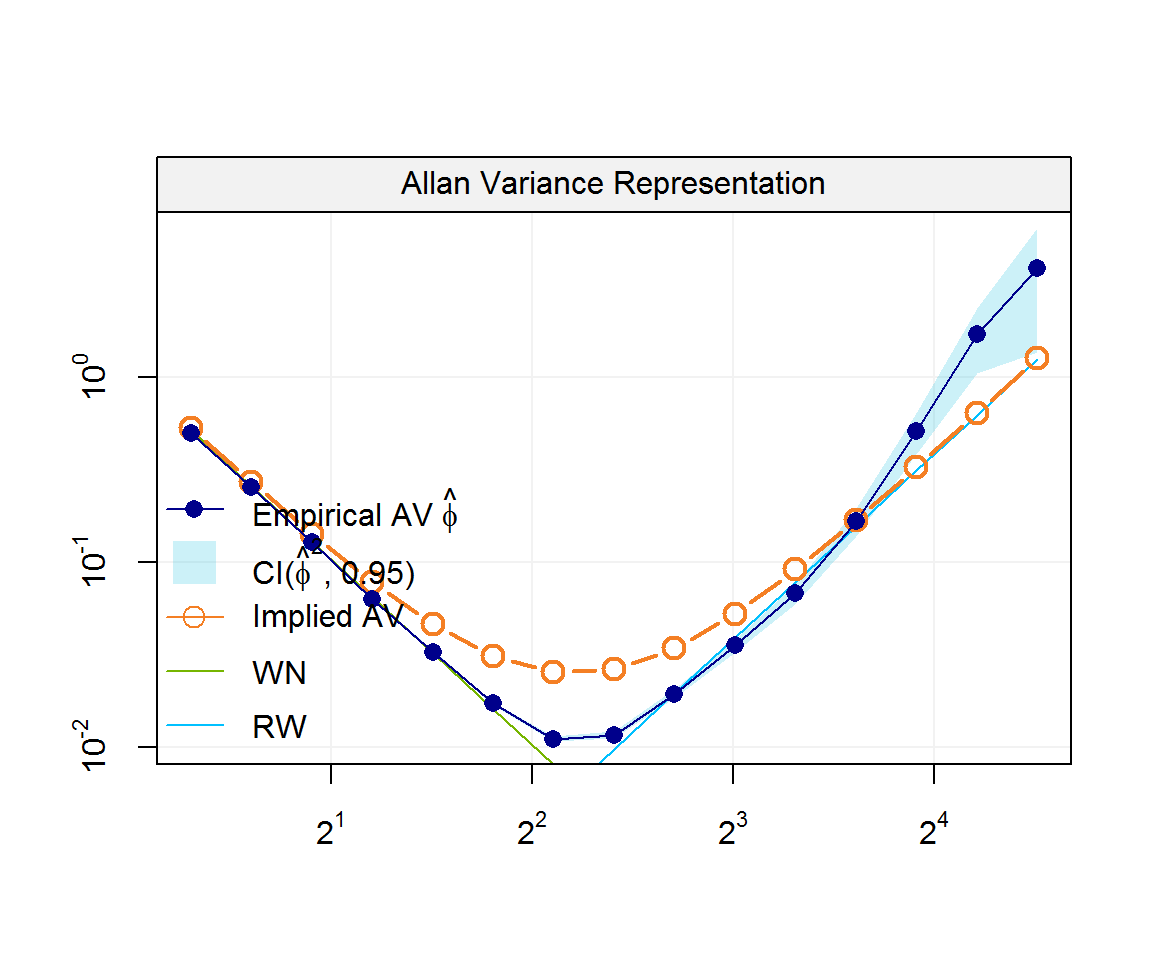 Allan Variance Representation
10⁰
10⁻¹
10⁻²
Empirical AV ϕ̂
CI(ϕ̂², 0.95)
Implied AV
WN
RW
2¹
2²
2³
2⁴